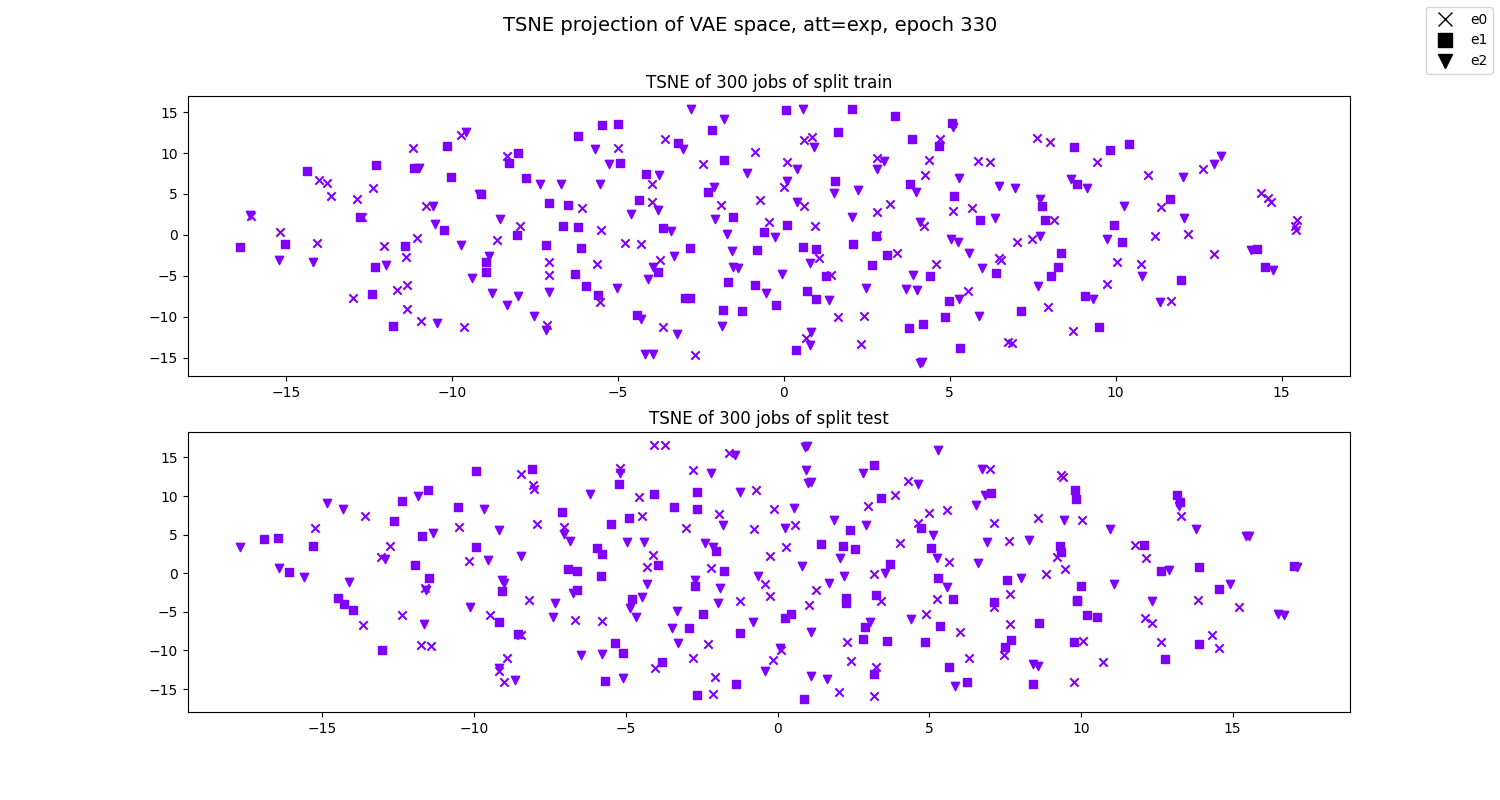 TSNE projection of VAE space, att=exp, epoch 330
e0
e1
e2
TSNE of 300 jobs of split train
15
10
5
0
−5
−10
−15
−15 −10 −5 0 5 10 15
TSNE of 300 jobs of split test
15
10
5
0
−5
−10
−15
−15 −10 −5 0 5 10 15